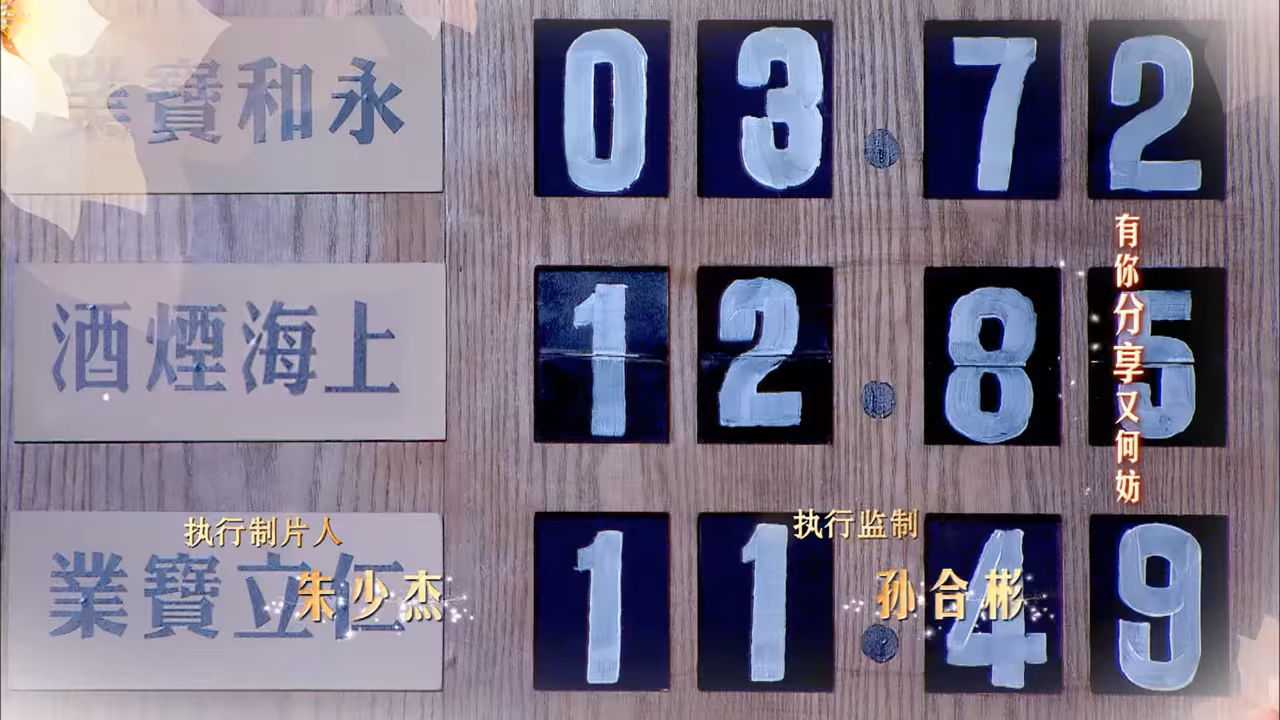 永和寶業 03.72
上海煙酒 12.85
仁立寶業 11.49
有你分享又何妨
执行制片人
朱少杰
执行监制
孙合彬